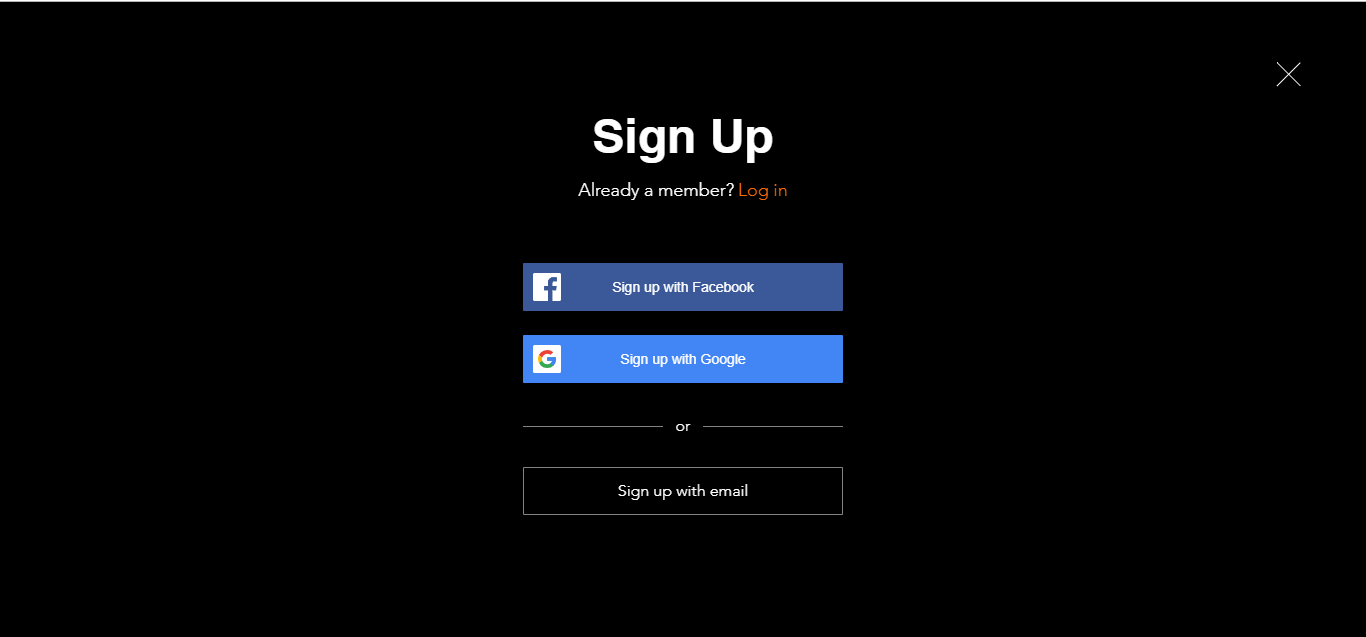 Sign Up
Already a member? Log in
Sign up with Facebook
Sign up with Google
or
Sign up with email